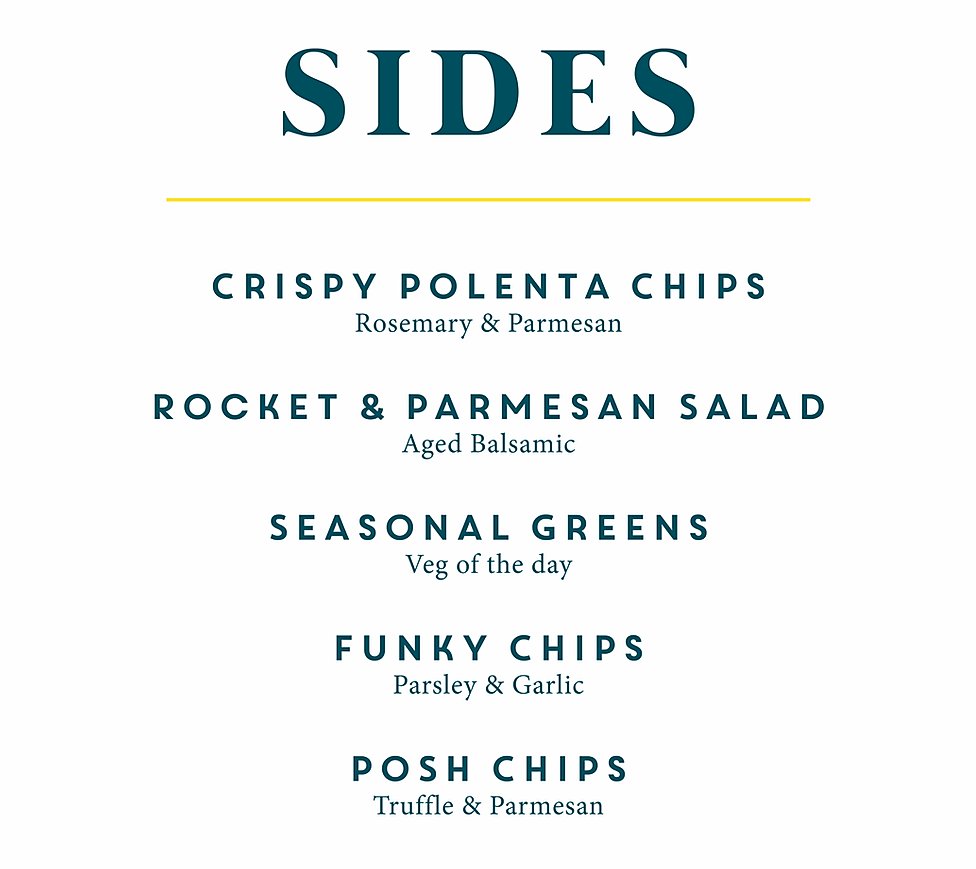 SIDES
CRISPY POLENTA CHIPS
Rosemary & Parmesan
ROCKET & PARMESAN SALAD
Aged Balsamic
SEASONAL GREENS
Veg of the day
FUNKY CHIPS
Parsley & Garlic
POSH CHIPS
Truffle & Parmesan